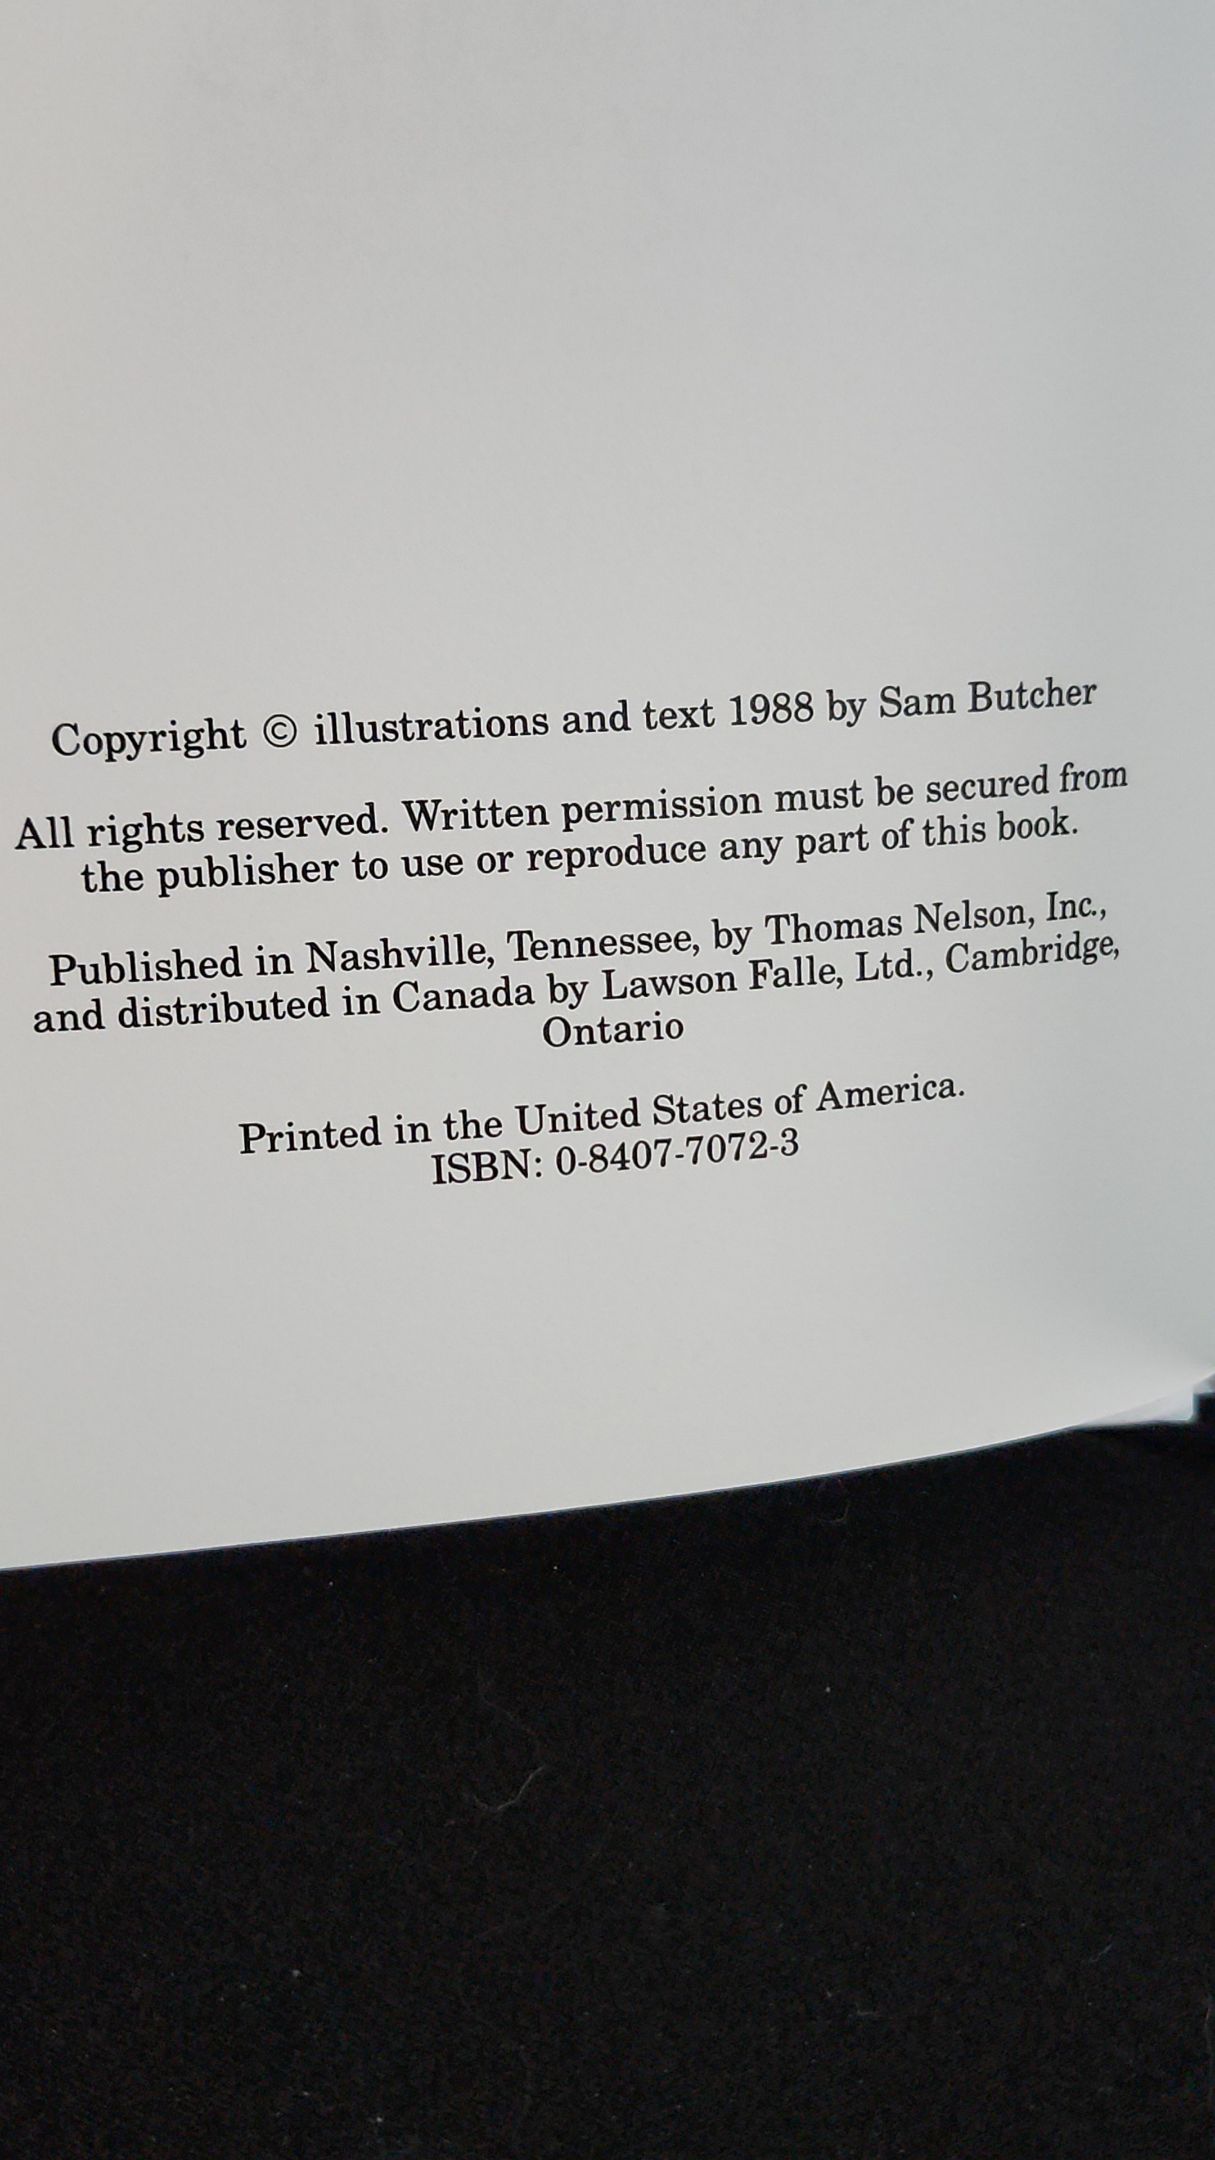 Copyright © illustrations and text 1988 by Sam Butcher
All rights reserved. Written permission must be secured from
the publisher to use or reproduce any part of this book.
Published in Nashville, Tennessee, by Thomas Nelson, Inc.,
and distributed in Canada by Lawson Falle, Ltd., Cambridge,
Ontario
Printed in the United States of America.
ISBN: 0-8407-7072-3